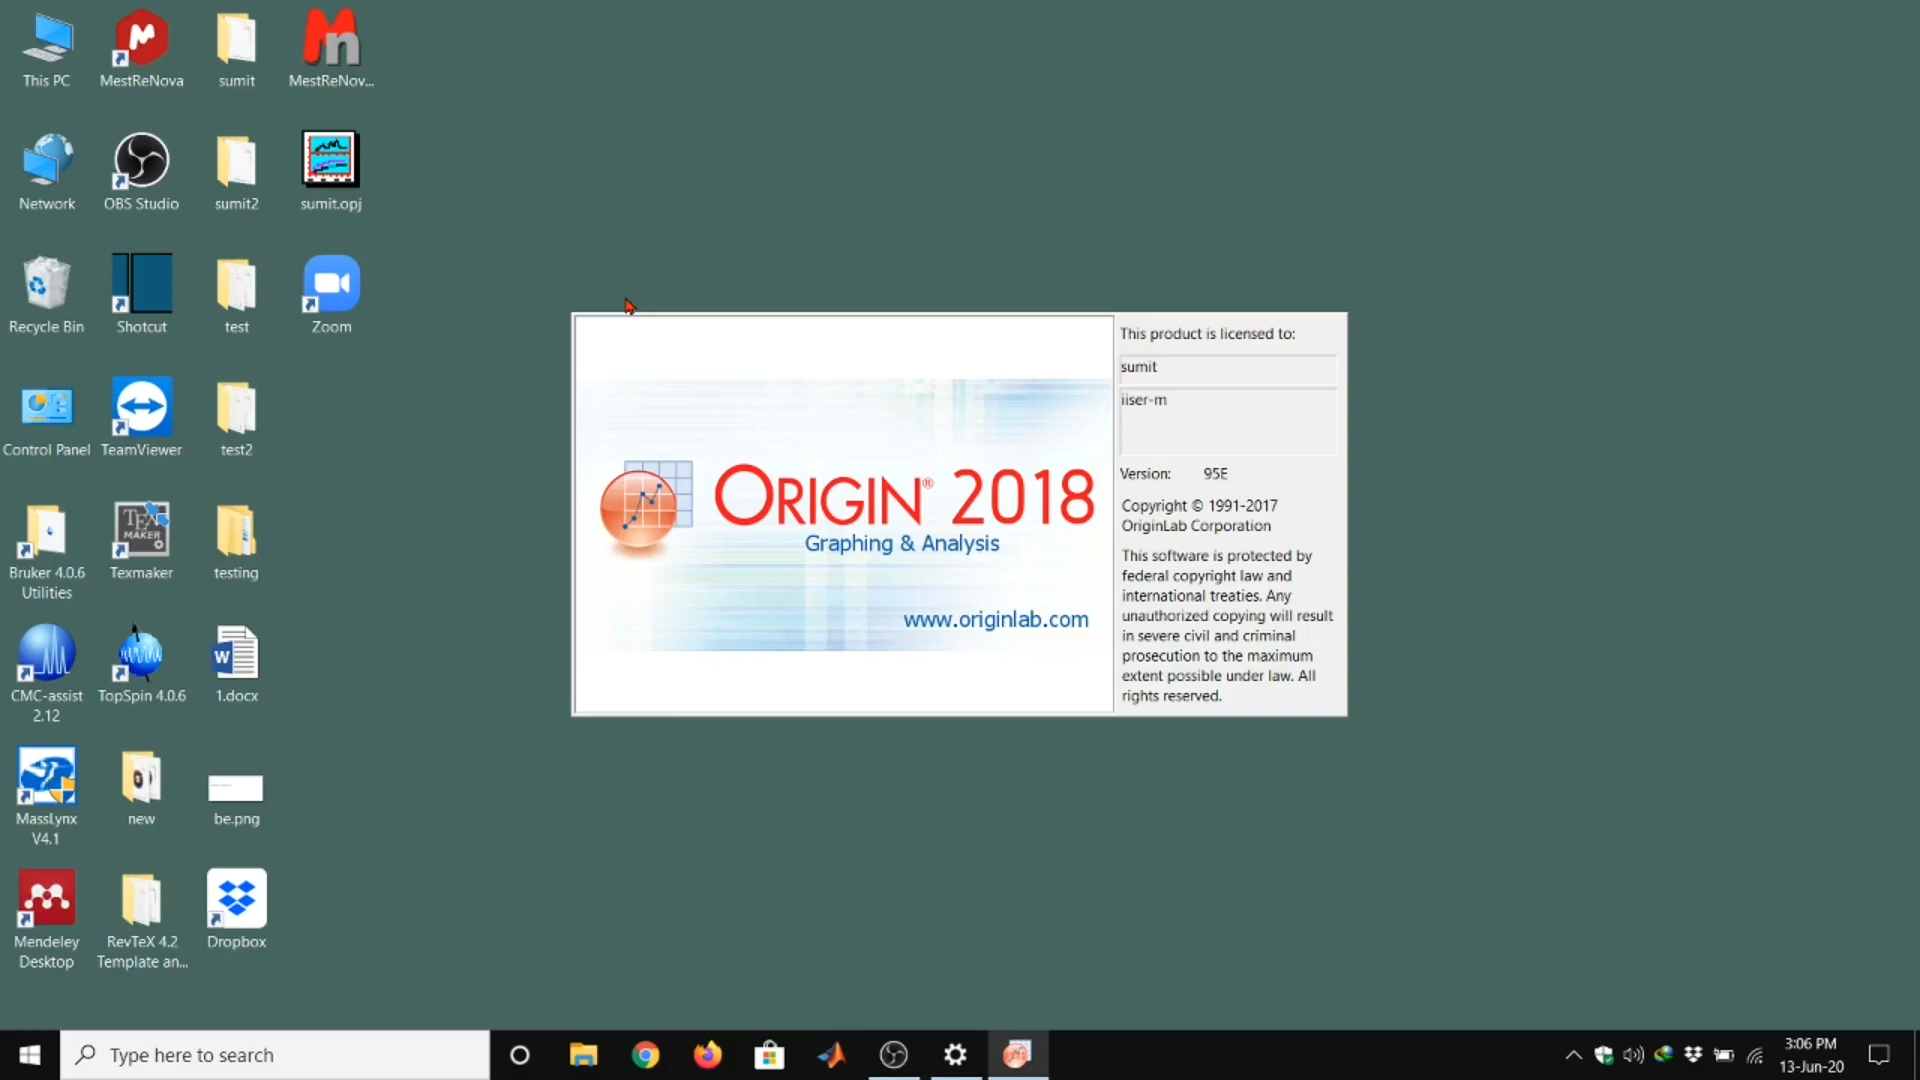 This PC
MestReNova
sumit
MestReNov...
Network
OBS Studio
sumit2
sumit.opj
Recycle Bin
Shotcut
test
Zoom
Control Panel
TeamViewer
test2
Bruker 4.0.6
Utilities
TEX
MAKER
Texmaker
testing
CMC-assist
2.12
TopSpin 4.0.6
1.docx
MassLynx
V4.1
new
be.png
Mendeley
Desktop
RevTeX 4.2
Template an...
Dropbox
ORIGIN® 2018
Graphing & Analysis
www.originlab.com
This product is licensed to:
sumit
iiser-m
Version: 95E
Copyright © 1991-2017
OriginLab Corporation
This software is protected by
federal copyright law and
international treaties. Any
unauthorized copying will result
in severe civil and criminal
prosecution to the maximum
extent possible under law. All
rights reserved.
Type here to search
3:06 PM
13-Jun-20